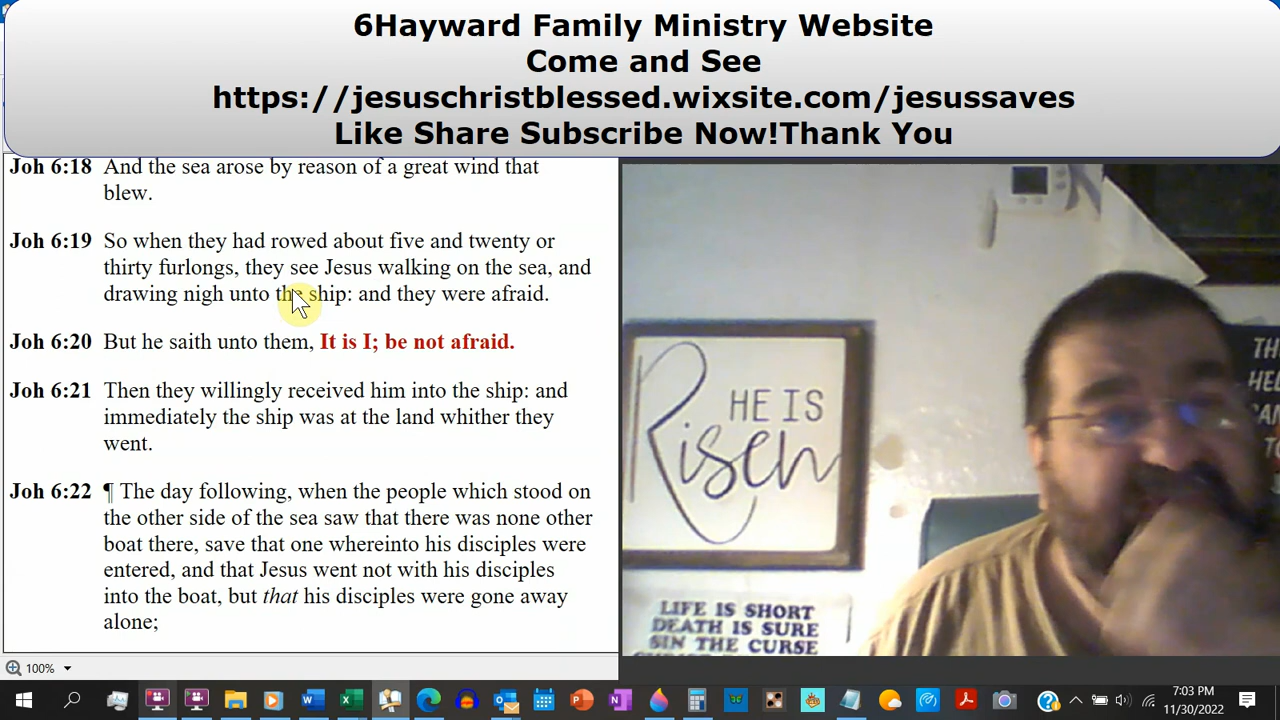 6Hayward Family Ministry Website
Come and See
https://jesuschristblessed.wixsite.com/jesussaves
Like Share Subscribe Now!Thank You
Joh 6:18 And the sea arose by reason of a great wind that
blew.
Joh 6:19 So when they had rowed about five and twenty or
thirty furlongs, they see Jesus walking on the sea, and
drawing nigh unto the ship: and they were afraid.
Joh 6:20 But he saith unto them, It is I; be not afraid.
Joh 6:21 Then they willingly received him into the ship: and
immediately the ship was at the land whither they
went.
Joh 6:22 ¶ The day following, when the people which stood on
the other side of the sea saw that there was none other
boat there, save that one whereinto his disciples were
entered, and that Jesus went not with his disciples
into the boat, but that his disciples were gone away
alone;
HE IS
Risen
LIFE IS SHORT
DEATH IS SURE
SIN THE CURSE
100%
7:03 PM
11/30/2022